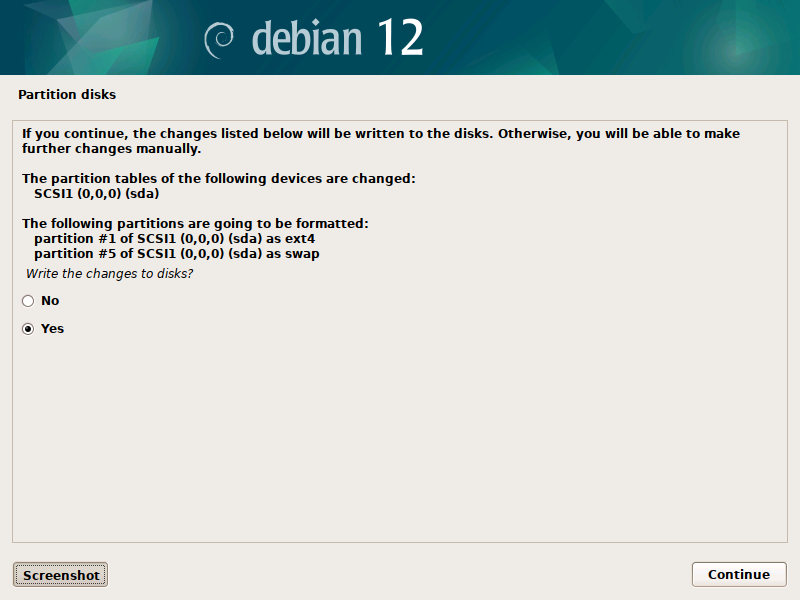 debian 12
Partition disks
If you continue, the changes listed below will be written to the disks. Otherwise, you will be able to make
further changes manually.
The partition tables of the following devices are changed:
SCSI1 (0,0,0) (sda)
The following partitions are going to be formatted:
partition #1 of SCSI1 (0,0,0) (sda) as ext4
partition #5 of SCSI1 (0,0,0) (sda) as swap
Write the changes to disks?
No
Yes
Screenshot
Continue